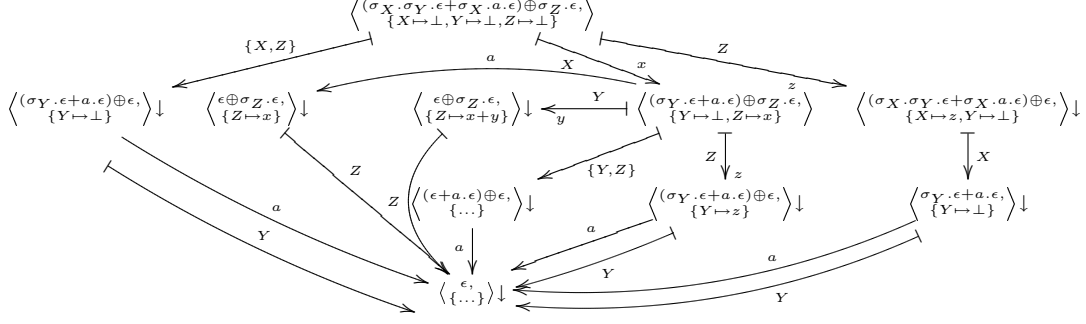 ⟨(σ_X.σ_Y.ϵ+σ_X.a.ϵ)⊕σ_Z.ϵ,
{X↦⊥,Y↦⊥,Z↦⊥}⟩
{X,Z}
X
x
Z
z
a
⟨(σ_Y.ϵ+a.ϵ)⊕ϵ,
{Y↦⊥}⟩↓
⟨ϵ⊕σ_Z.ϵ,
{Z↦x}⟩↓
⟨ϵ⊕σ_Z.ϵ,
{Z↦x+y}⟩↓
Y
y
⟨(σ_Y.ϵ+a.ϵ)⊕σ_Z.ϵ,
{Y↦⊥,Z↦x}⟩
⟨(σ_X.σ_Y.ϵ+σ_X.a.ϵ)⊕ϵ,
{X↦z,Y↦⊥}⟩↓
Z
Z
{Y,Z}
Z
z
X
⟨(ϵ+a.ϵ)⊕ϵ,
{...}⟩↓
⟨(σ_Y.ϵ+a.ϵ)⊕ϵ,
{Y↦z}⟩↓
⟨σ_Y.ϵ+a.ϵ,
{Y↦⊥}⟩↓
a
Y
a
a
Y
a
Y
⟨ϵ,
{...}⟩↓